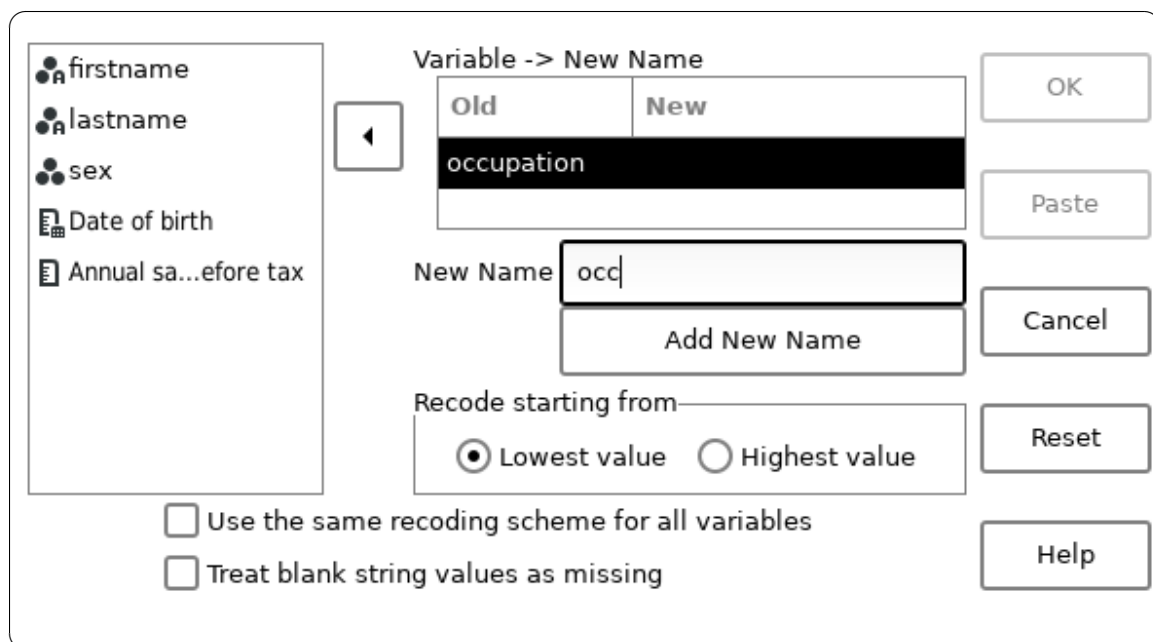 firstname
lastname
sex
Date of birth
Annual sa...efore tax
Variable -> New Name
Old New
occupation
New Name occ
Add New Name
Recode starting from
Lowest value Highest value
Use the same recoding scheme for all variables
Treat blank string values as missing
OK
Paste
Cancel
Reset
Help